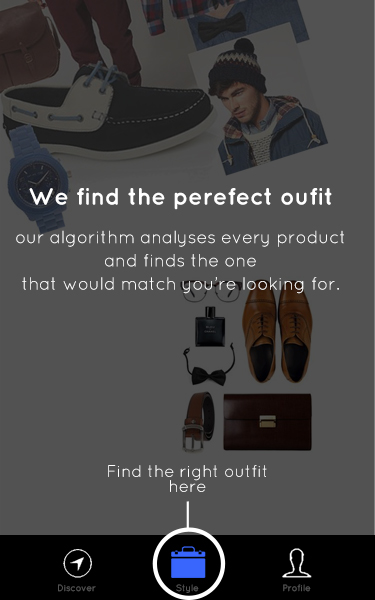 We find the perefect oufit
our algorithm analyses every product
and finds the one
that would match you're looking for.
Find the right outfit
here
Discover
Style
Profile